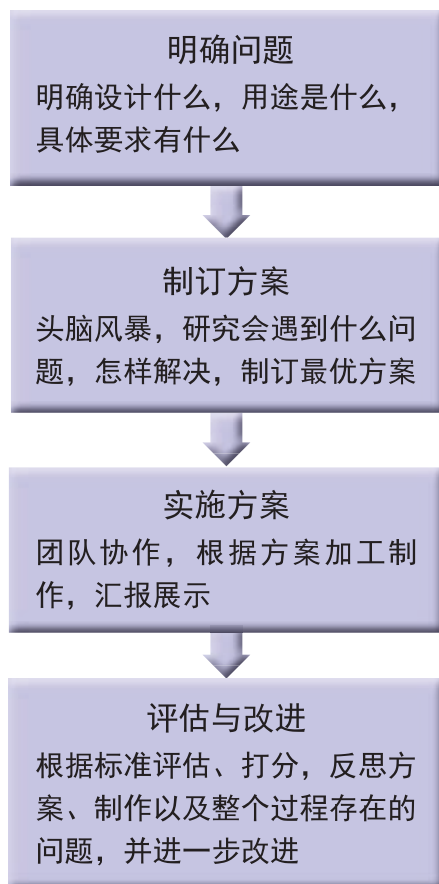 明确问题
明确设计什么，用途是什么，
具体要求有什么
制订方案
头脑风暴，研究会遇到什么问
题，怎样解决，制订最优方案
实施方案
团队协作，根据方案加工制
作，汇报展示
评估与改进
根据标准评估、打分，反思方
案、制作以及整个过程存在的
问题，并进一步改进